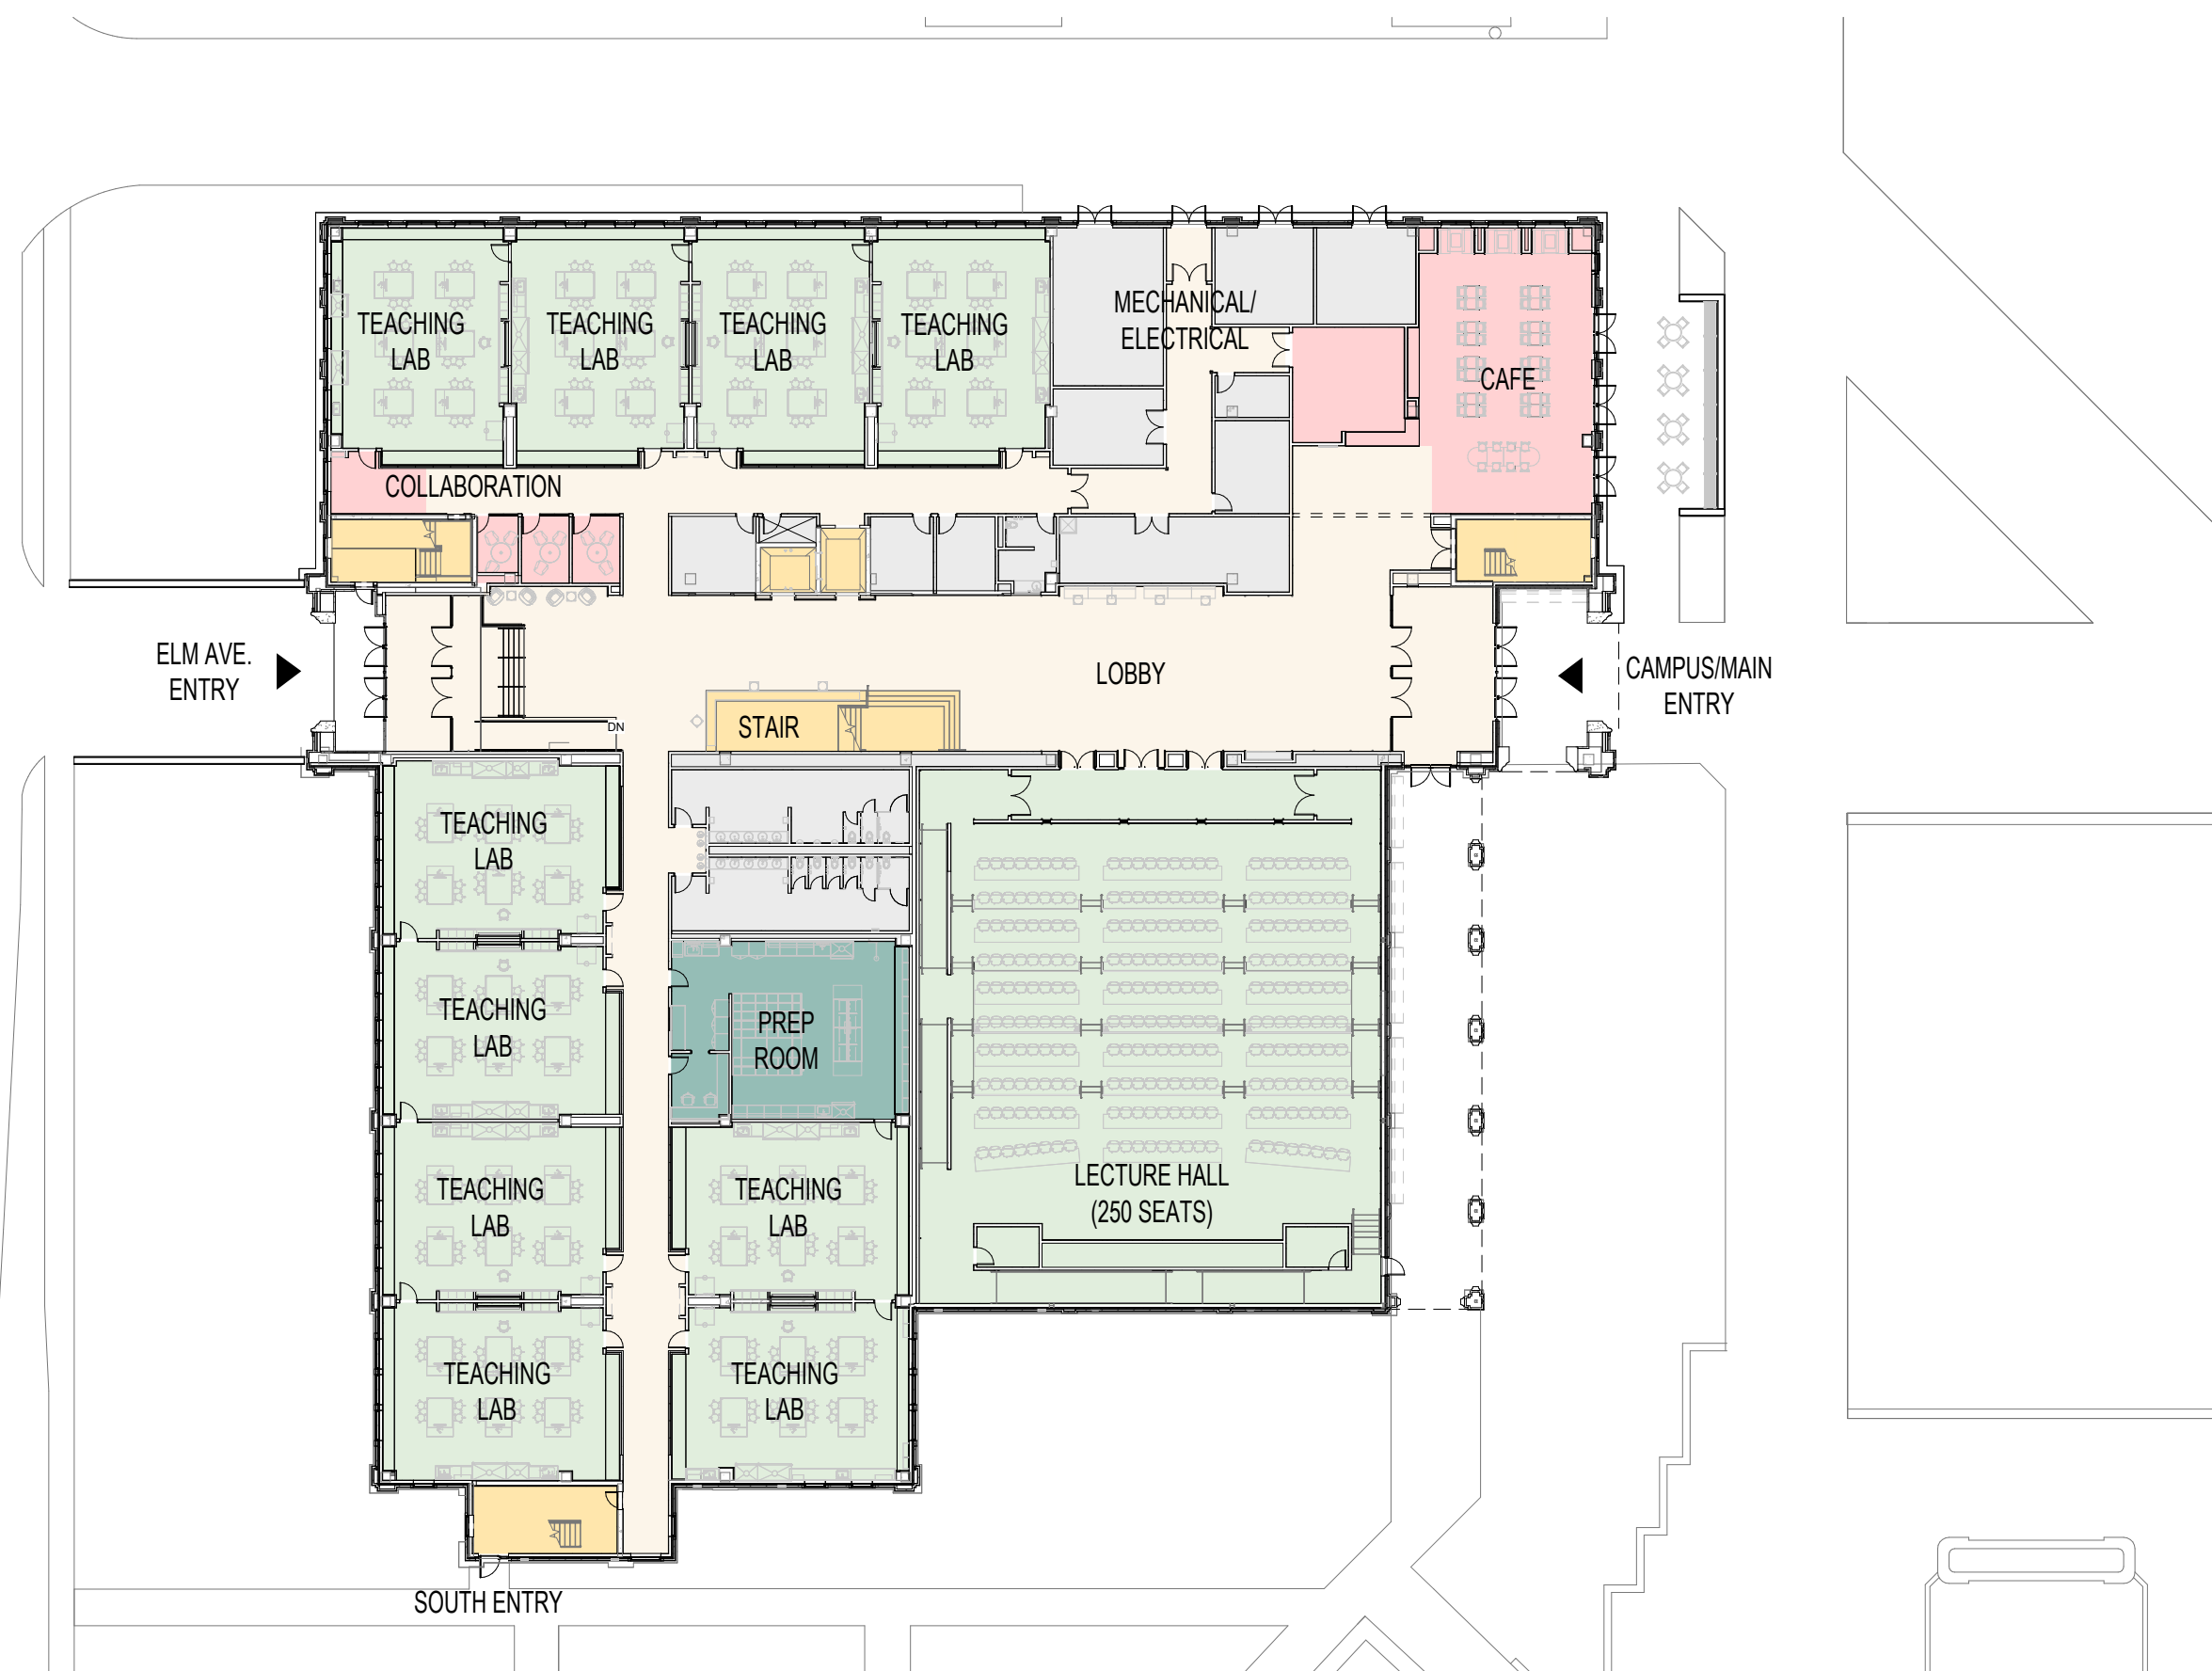 TEACHING
LAB
TEACHING
LAB
TEACHING
LAB
TEACHING
LAB
MECHANICAL/
ELECTRICAL
CAFE
COLLABORATION
ELM AVE.
ENTRY
LOBBY
CAMPUS/MAIN
ENTRY
STAIR
DN
TEACHING
LAB
TEACHING
LAB
PREP
ROOM
TEACHING
LAB
TEACHING
LAB
LECTURE HALL
(250 SEATS)
TEACHING
LAB
TEACHING
LAB
SOUTH ENTRY